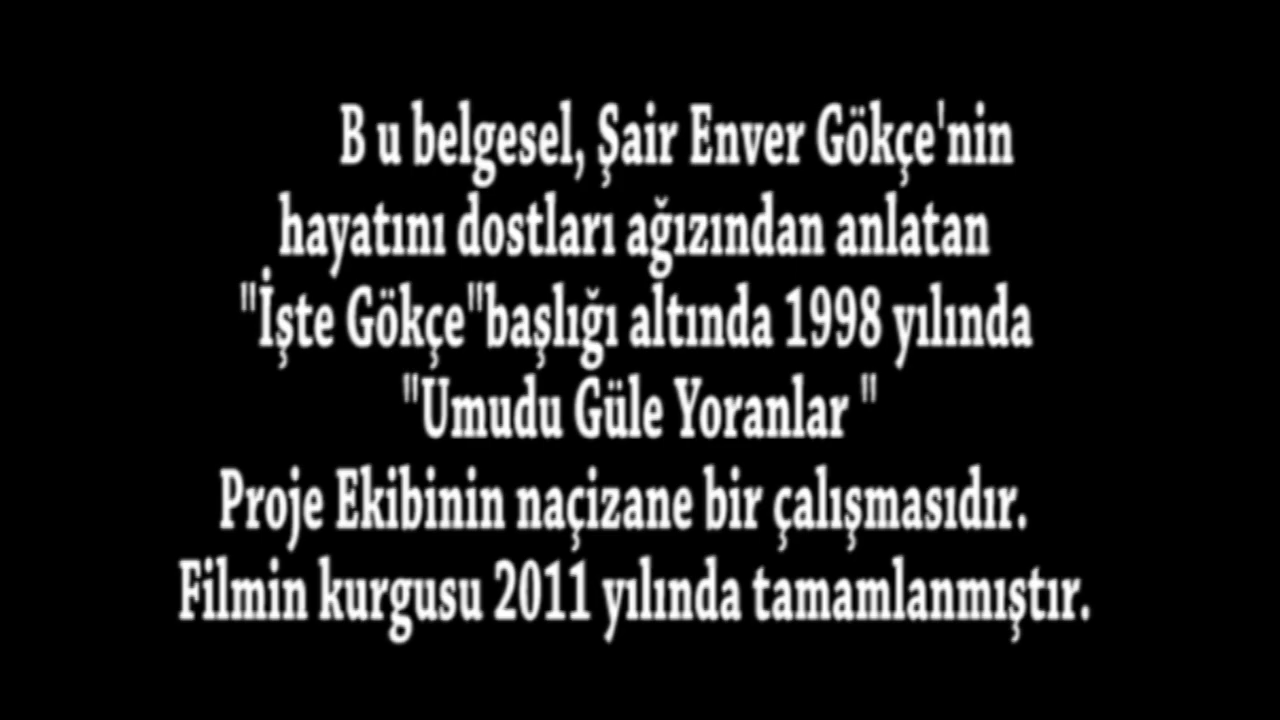 B u belgesel, Şair Enver Gökçe'nin
hayatını dostları ağızından anlatan
"İşte Gökçe"başlığı altında 1998 yılında
"Umudu Güle Yoranlar "
Proje Ekibinin naçizane bir çalışmasıdır.
Filmin kurgusu 2011 yılında tamamlanmıştır.